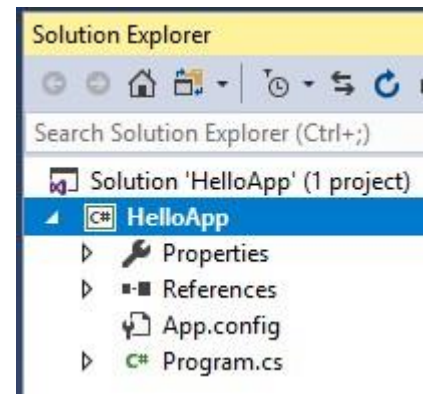 Solution Explorer
Search Solution Explorer (Ctrl+;)
Solution 'HelloApp' (1 project)
C# HelloApp
Properties
References
App.config
C# Program.cs